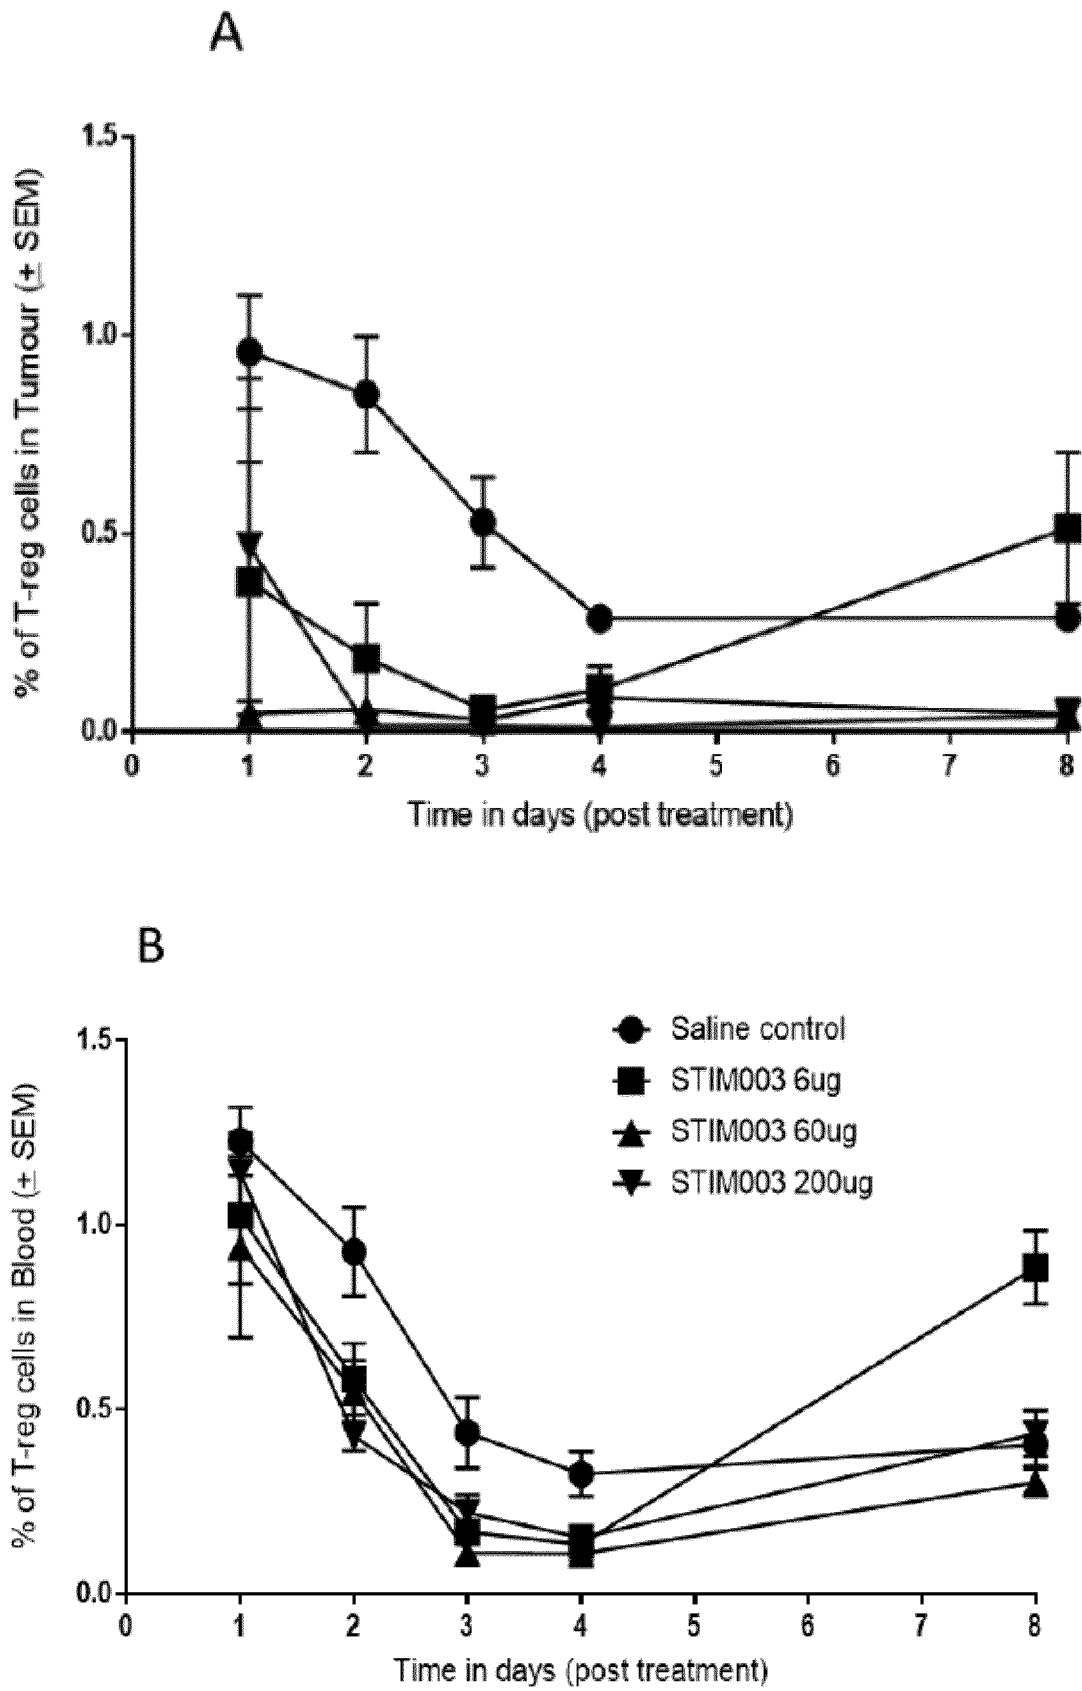 A
1.5
1.0
0.5
0.0
% of T-reg cells in Tumour (± SEM)
0 1 2 3 4 5 6 7 8
Time in days (post treatment)
B
Saline control
STIM003 6ug
STIM003 60ug
STIM003 200ug
1.5
1.0
0.5
0.0
% of T-reg cells in Blood (± SEM)
0 1 2 3 4 5 6 7 8
Time in days (post treatment)